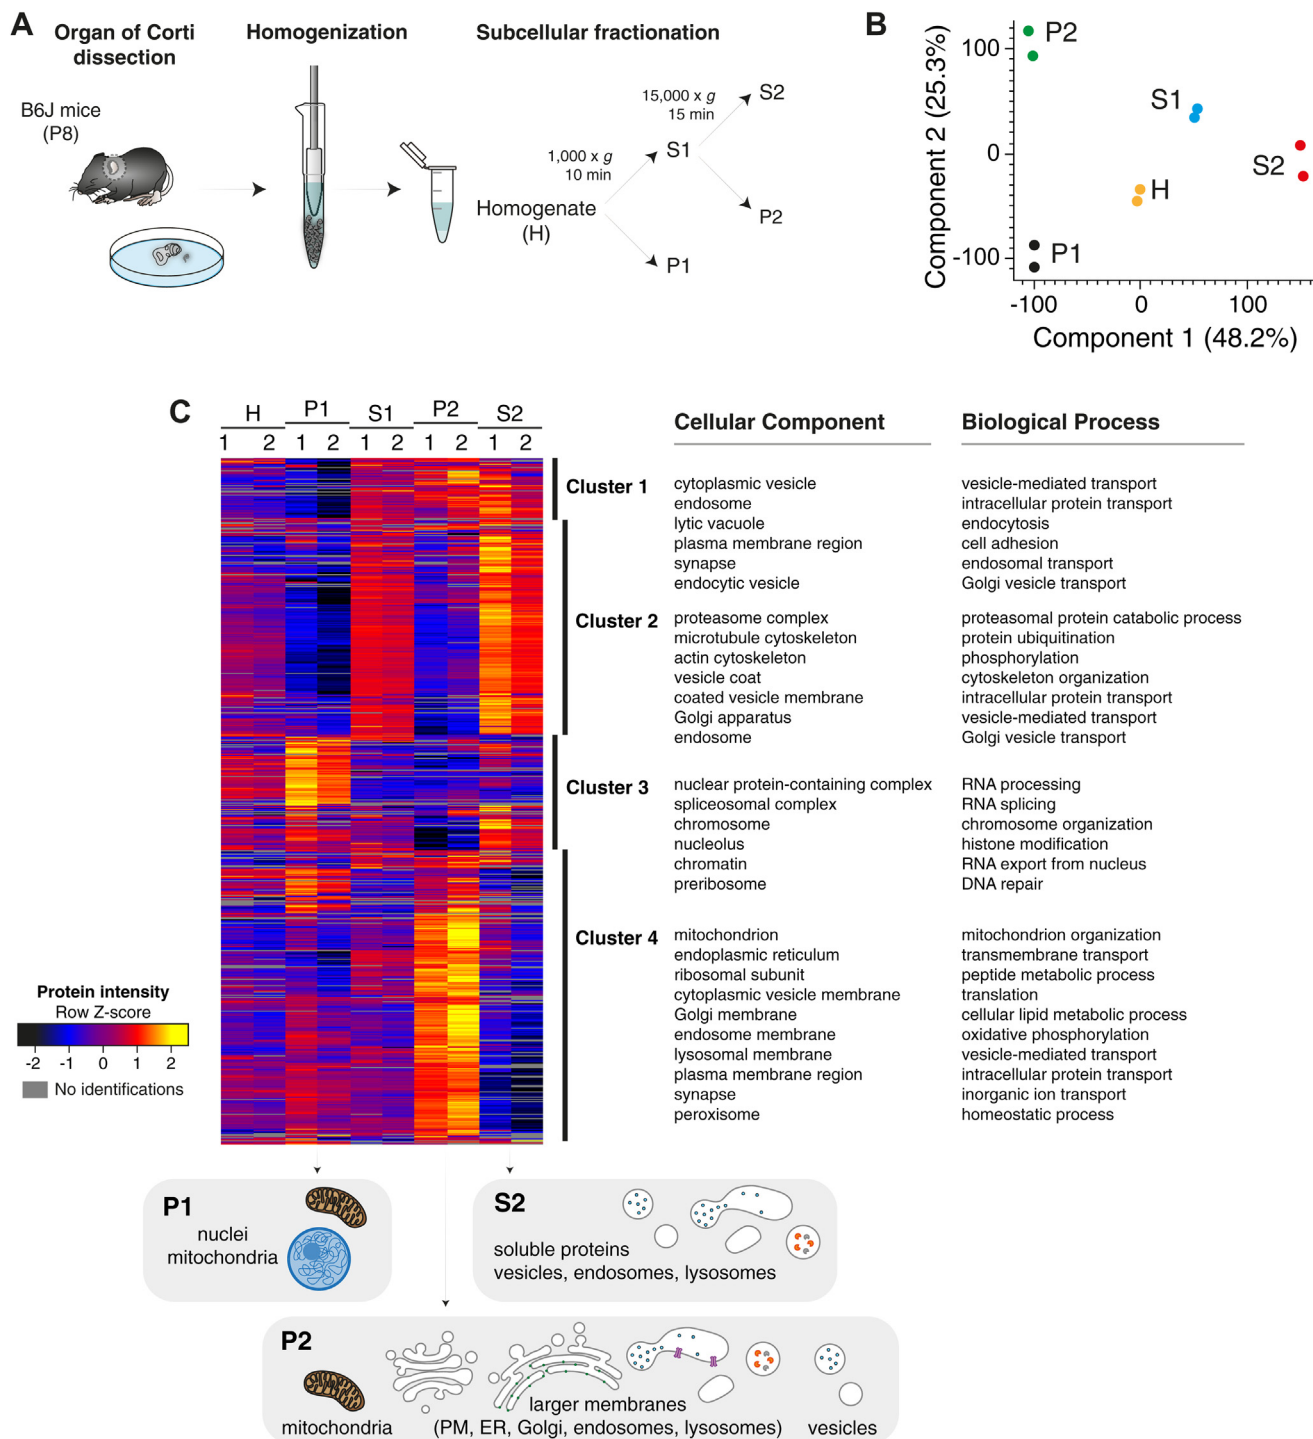 A
Organ of Corti
dissection
Homogenization
Subcellular fractionation
B6J mice
(P8)
15,000 x g
15 min
S2
1,000 x g
10 min
S1
Homogenate
(H)
P2
P1
B
Component 2 (25.3%)
100
0
-100
P2
S1
S2
H
P1
-100
0
100
Component 1 (48.2%)
C
H
P1
S1
P2
S2
1 2 1 2 1 2 1 2 1 2
Cellular Component
Biological Process
Cluster 1
cytoplasmic vesicle
vesicle-mediated transport
endosome
intracellular protein transport
lytic vacuole
endocytosis
plasma membrane region
cell adhesion
synapse
endosomal transport
endocytic vesicle
Golgi vesicle transport
Cluster 2
proteasome complex
proteasomal protein catabolic process
microtubule cytoskeleton
protein ubiquitination
actin cytoskeleton
phosphorylation
vesicle coat
cytoskeleton organization
coated vesicle membrane
intracellular protein transport
Golgi apparatus
vesicle-mediated transport
endosome
Golgi vesicle transport
Cluster 3
nuclear protein-containing complex
RNA processing
spliceosomal complex
RNA splicing
chromosome
chromosome organization
nucleolus
histone modification
chromatin
RNA export from nucleus
preribosome
DNA repair
Cluster 4
mitochondrion
mitochondrion organization
endoplasmic reticulum
transmembrane transport
ribosomal subunit
peptide metabolic process
cytoplasmic vesicle membrane
translation
Golgi membrane
cellular lipid metabolic process
endosome membrane
oxidative phosphorylation
lysosomal membrane
vesicle-mediated transport
plasma membrane region
intracellular protein transport
synapse
inorganic ion transport
peroxisome
homeostatic process
Protein intensity
Row Z-score
-2 -1 0 1 2
No identifications
P1
nuclei
mitochondria
S2
soluble proteins
vesicles, endosomes, lysosomes
P2
mitochondria
larger membranes
(PM, ER, Golgi, endosomes, lysosomes)
vesicles